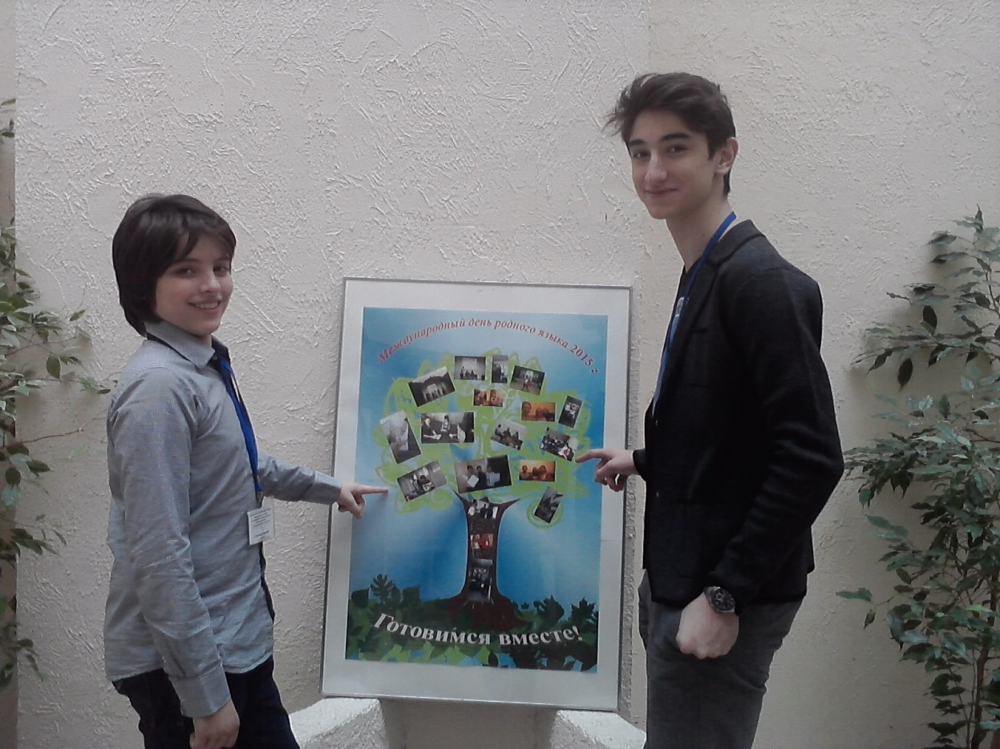 Международный день родного языка 2015 г
Готовимся вместе!